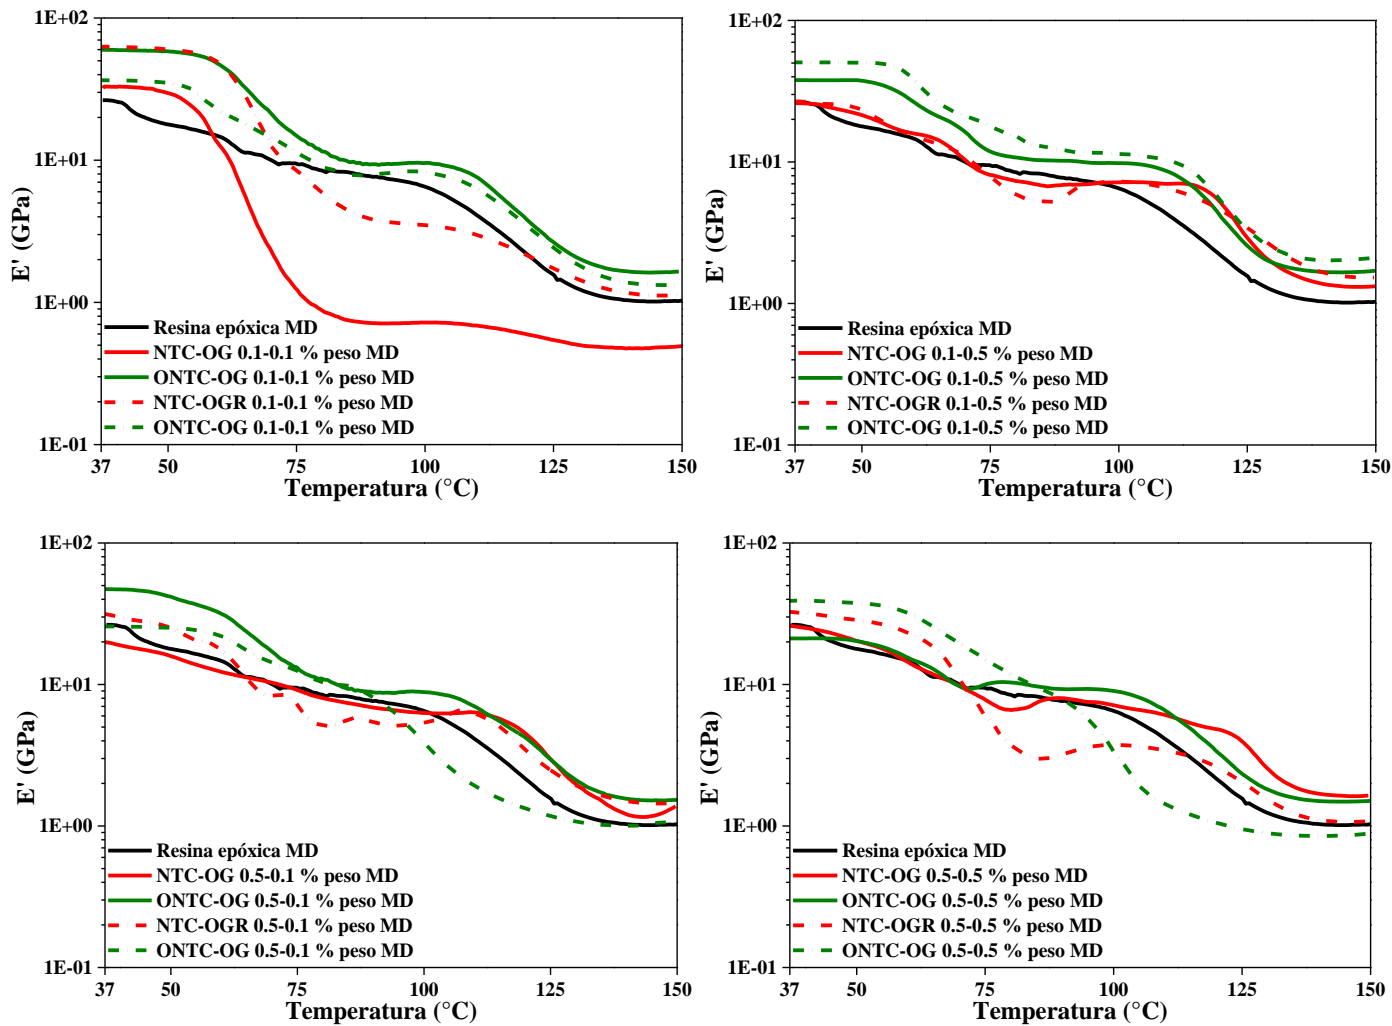 1E+02
1E+01
1E+00
1E-01
E' (GPa)
Resina epóxica MD
NTC-OG 0.1-0.1 % peso MD
ONTC-OG 0.1-0.1 % peso MD
NTC-OGR 0.1-0.1 % peso MD
ONTC-OG 0.1-0.1 % peso MD
37 50 75 100 125 150
Temperatura (°C)
1E+02
1E+01
1E+00
1E-01
E' (GPa)
Resina epóxica MD
NTC-OG 0.1-0.5 % peso MD
ONTC-OG 0.1-0.5 % peso MD
NTC-OGR 0.1-0.5 % peso MD
ONTC-OG 0.1-0.5 % peso MD
37 50 75 100 125 150
Temperatura (°C)
1E+02
1E+01
1E+00
1E-01
E' (GPa)
Resina epóxica MD
NTC-OG 0.5-0.1 % peso MD
ONTC-OG 0.5-0.1 % peso MD
NTC-OGR 0.5-0.1 % peso MD
ONTC-OG 0.5-0.1 % peso MD
37 50 75 100 125 150
Temperatura (°C)
1E+02
1E+01
1E+00
1E-01
E' (GPa)
Resina epóxica MD
NTC-OG 0.5-0.5 % peso MD
ONTC-OG 0.5-0.5 % peso MD
NTC-OGR 0.5-0.5 % peso MD
ONTC-OG 0.5-0.5 % peso MD
37 50 75 100 125 150
Temperatura (°C)